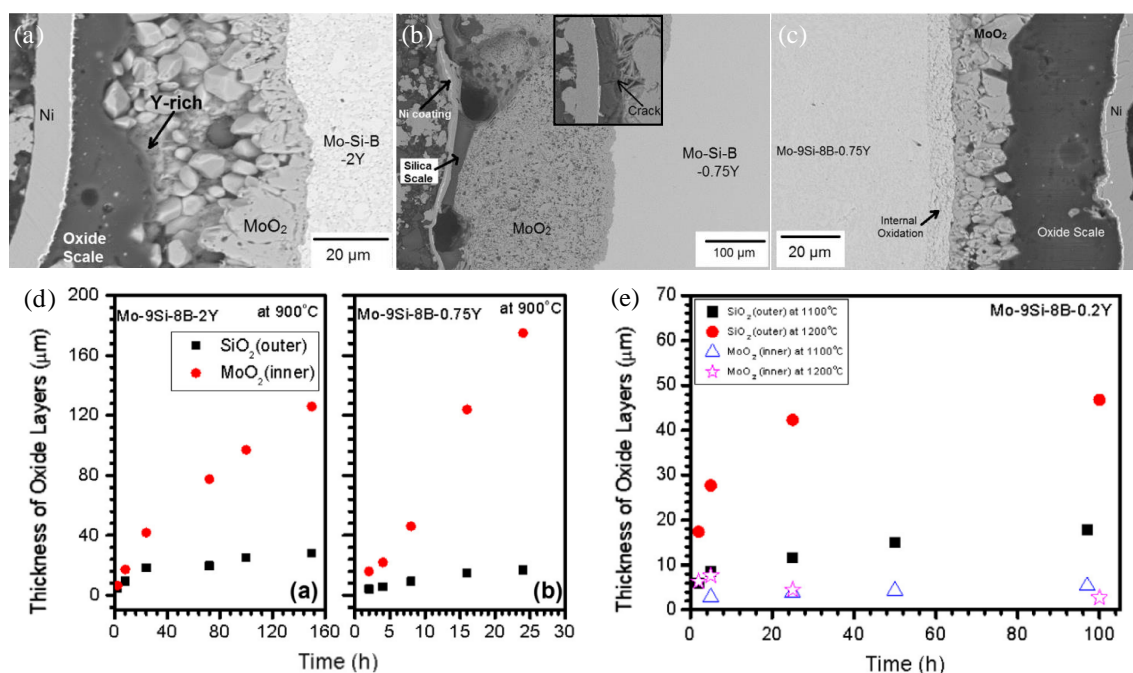 (a)
Ni
Y-rich
Mo-Si-B
-2Y
Oxide
Scale
MoO₂
20 μm
(b)
Ni coating
Crack
Silica
Scale
Mo-Si-B
-0.75Y
MoO₂
100 μm
(c)
MoO₂
Ni
Mo-9Si-8B-0.75Y
Internal
Oxidation
Oxide Scale
20 μm
(d)
Thickness of Oxide Layers (μm)
200
160
120
80
40
0
Mo-9Si-8B-2Y at 900°C
SiO₂(outer)
MoO₂(inner)
(a)
0 40 80 120 160
Mo-9Si-8B-0.75Y at 900°C
(b)
0 5 10 15 20 25 30
Time (h)
(e)
Thickness of Oxide Layers (μm)
70
60
50
40
30
20
10
0
SiO₂(outer) at 1100°C
SiO₂(outer) at 1200°C
MoO₂(inner) at 1100°C
MoO₂(inner) at 1200°C
Mo-9Si-8B-0.2Y
0 20 40 60 80 100
Time (h)